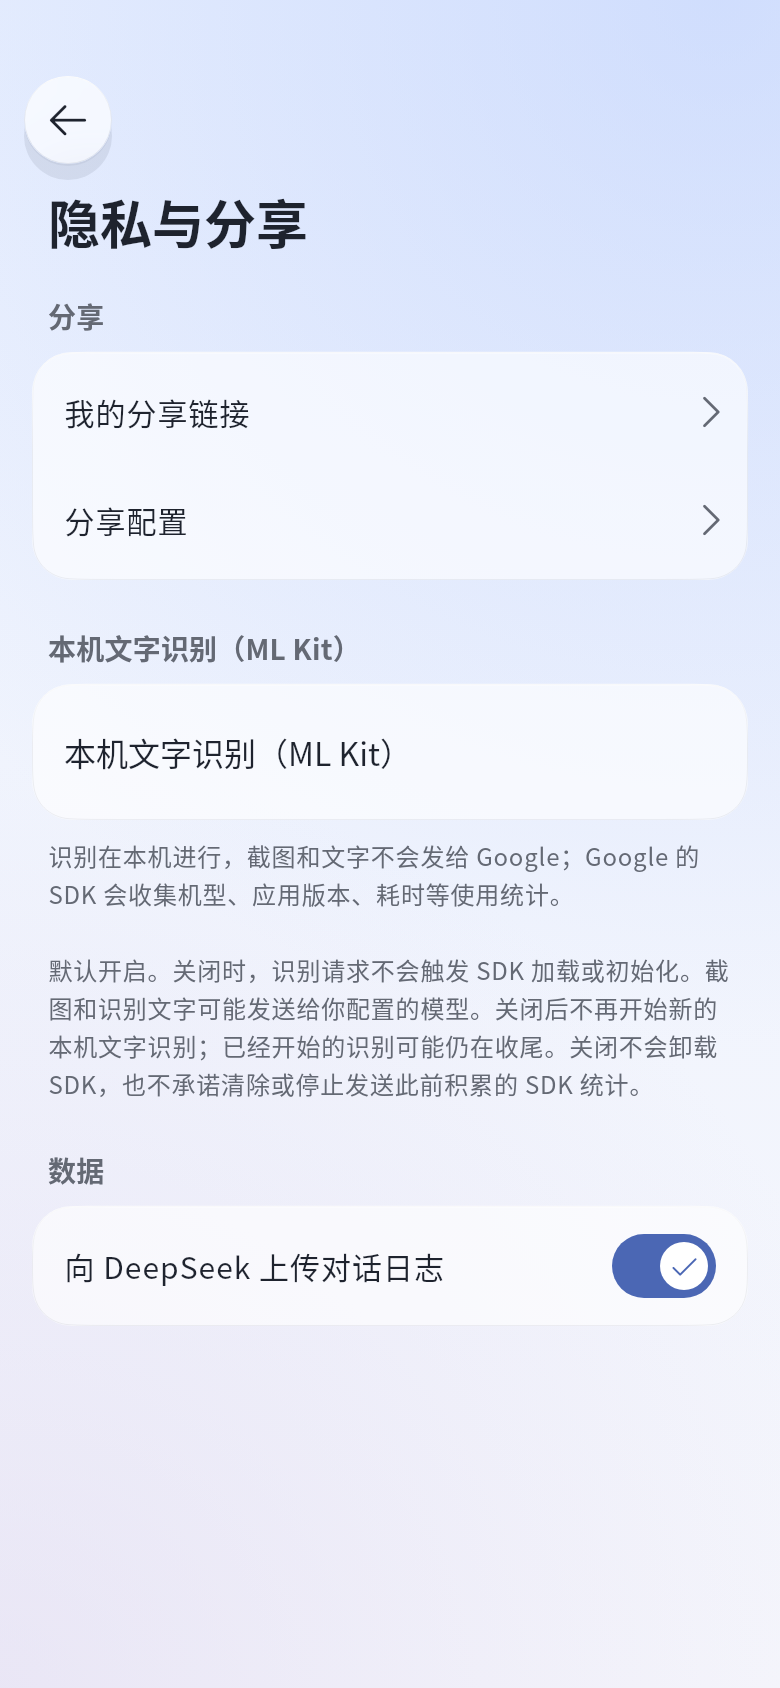 隐私与分享
分享
我的分享链接
分享配置
本机文字识别（ML Kit）
本机文字识别（ML Kit）
识别在本机进行，截图和文字不会发给 Google；Google 的
SDK 会收集机型、应用版本、耗时等使用统计。
默认开启。关闭时，识别请求不会触发 SDK 加载或初始化。截
图和识别文字可能发送给你配置的模型。关闭后不再开始新的
本机文字识别；已经开始的识别可能仍在收尾。关闭不会卸载
SDK，也不承诺清除或停止发送此前积累的 SDK 统计。
数据
向 DeepSeek 上传对话日志